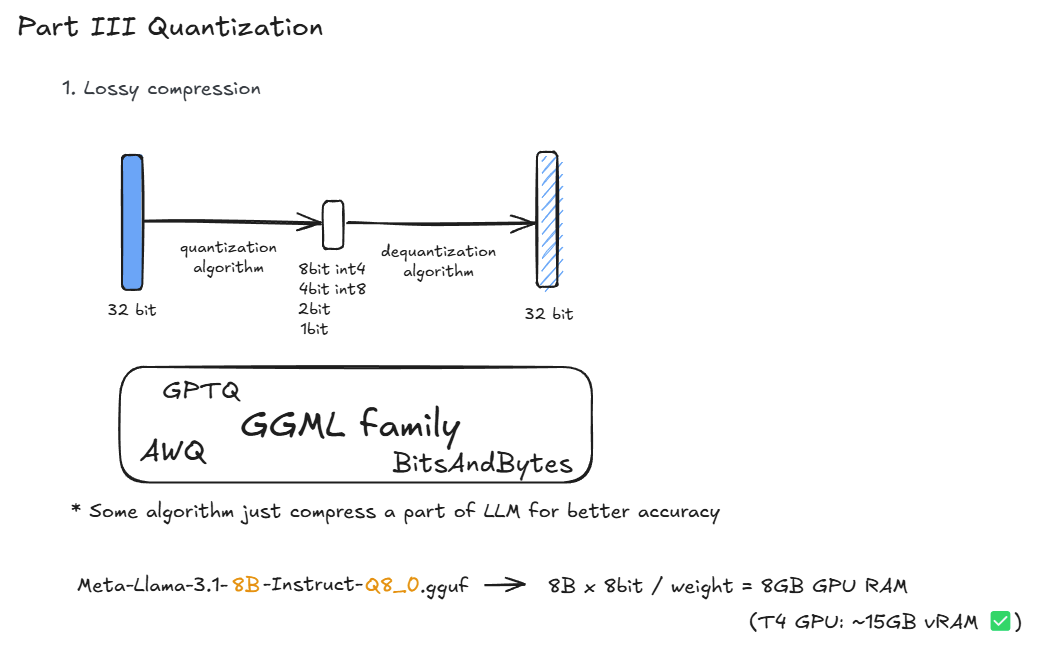 Part III Quantization
1. Lossy compression
quantization
algorithm
dequantization
algorithm
8bit int4
4bit int8
2bit
1bit
32 bit
32 bit
GPTQ
GGML family
AWQ
BitsAndBytes
* Some algorithm just compress a part of LLM for better accuracy
Meta-Llama-3.1-8B-Instruct-Q8_0.gguf → 8B x 8bit / weight = 8GB GPU RAM
(T4 GPU: ~15GB vRAM ✅)